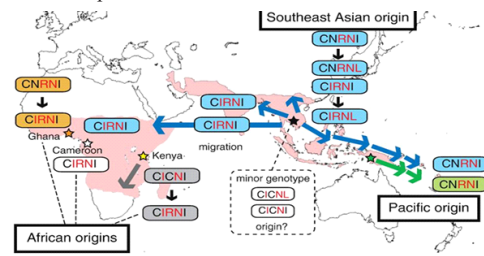 Southeast Asian origin
CNRNI
CNRNL
CIRNI
CIRNL
CNRNI
CIRNI
Ghana
CIRNI
Cameroon
CIRNI
CIRNI
CIRNI
migration
Kenya
CICNI
CIRNI
minor genotype
CICNL
CICNI
origin?
CNRNI
CNRNI
Pacific origin
African origins